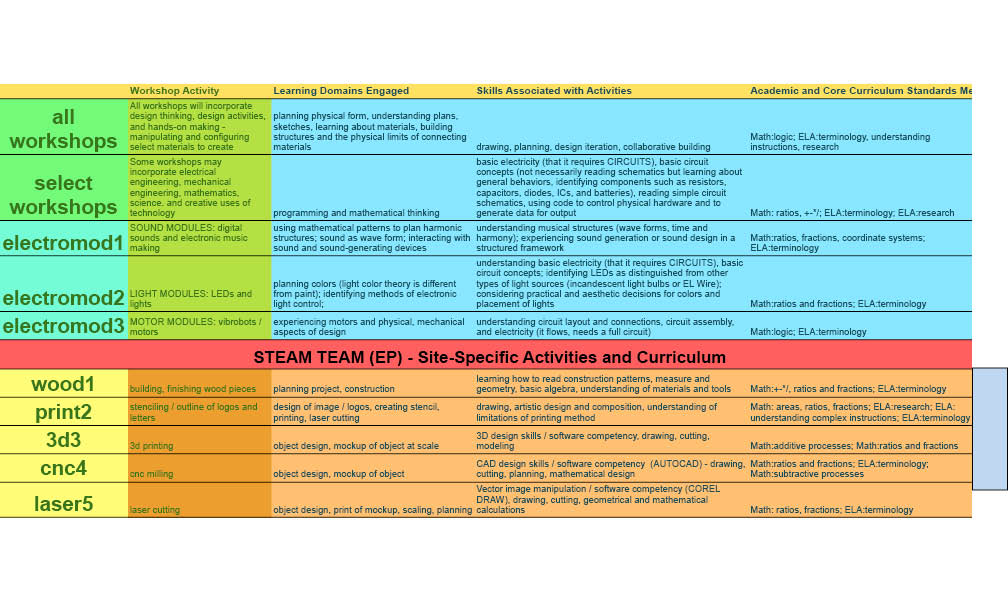 Workshop Activity Learning Domains Engaged Skills Associated with Activities Academic and Core Curriculum Standards Me
all workshops
All workshops will incorporate
design thinking, design activities,
and hands-on making -
manipulating and configuring
select materials to create
planning physical form, understanding plans,
sketches, learning about materials, building
structures and the physical limits of connecting
materials
drawing, planning, design iteration, collaborative building
Math:logic; ELA:terminology, understanding
instructions, research
select workshops
Some workshops may
incorporate electrical
engineering, mechanical
engineering, mathematics,
science, and creative uses of
technology
programming and mathematical thinking
basic electricity (that it requires CIRCUITS), basic circuit
concepts (not necessarily reading schematics but learning about
general behaviors, identifying components such as resistors,
capacitors, diodes, ICs, and batteries), reading simple circuit
schematics, using code to control physical hardware and to
generate data for output
Math: ratios, +-*/; ELA:terminology; ELA:research
electromod1
SOUND MODULES: digital
sounds and electronic music
making
using mathematical patterns to plan harmonic
structures; sound as wave form; interacting with
sound and sound-generating devices
understanding musical structures (wave forms, time and
harmony); experiencing sound generation or sound design in a
structured framework
Math:ratios, fractions, coordinate systems;
ELA:terminology
electromod2
LIGHT MODULES: LEDs and
lights
planning colors (light color theory is different
from paint); identifying methods of electronic
light control;
understanding basic electricity (that it requires CIRCUITS), basic
circuit concepts; identifying LEDs as distinguished from other
types of light sources (incandescent light bulbs or EL Wire);
considering practical and aesthetic decisions for colors and
placement of lights
Math:ratios and fractions; ELA:terminology
electromod3
MOTOR MODULES: vibrobots /
motors
experiencing motors and physical, mechanical
aspects of design
understanding circuit layout and connections, circuit assembly,
and electricity (it flows, needs a full circuit)
Math:logic; ELA:terminology
STEAM TEAM (EP) - Site-Specific Activities and Curriculum
wood1
building, finishing wood pieces
planning project, construction
learning how to read construction patterns, measure and
geometry, basic algebra, understanding of materials and tools
Math:+-*/, ratios and fractions; ELA:terminology
print2
stenciling / outline of logos and
letters
design of image / logos, creating stencil,
printing, laser cutting
drawing, artistic design and composition, understanding of
limitations of printing method
Math: areas, ratios, fractions; ELA:research; ELA:
understanding complex instructions; ELA:terminology
3d3
3d printing
object design, mockup of object at scale
3D design skills / software competency, drawing, cutting,
modeling
Math:additive processes; Math:ratios and fractions
cnc4
cnc milling
object design, mockup of object
CAD design skills / software competency (AUTOCAD) - drawing,
cutting, planning, mathematical design
Math:ratios and fractions; ELA:terminology;
Math:subtractive processes
laser5
laser cutting
object design, print of mockup, scaling, planning
Vector image manipulation / software competency (COREL
DRAW), drawing, cutting, geometrical and mathematical
calculations
Math: ratios, fractions; ELA:terminology